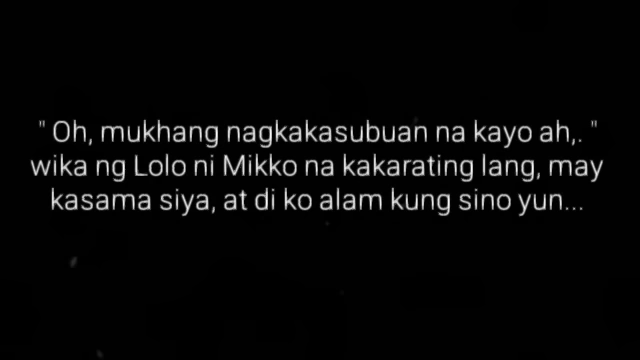 " Oh, mukhang nagkakasubuan na kayo ah,. "
wika ng Lolo ni Mikko na kakarating lang, may
kasama siya, at di ko alam kung sino yun...